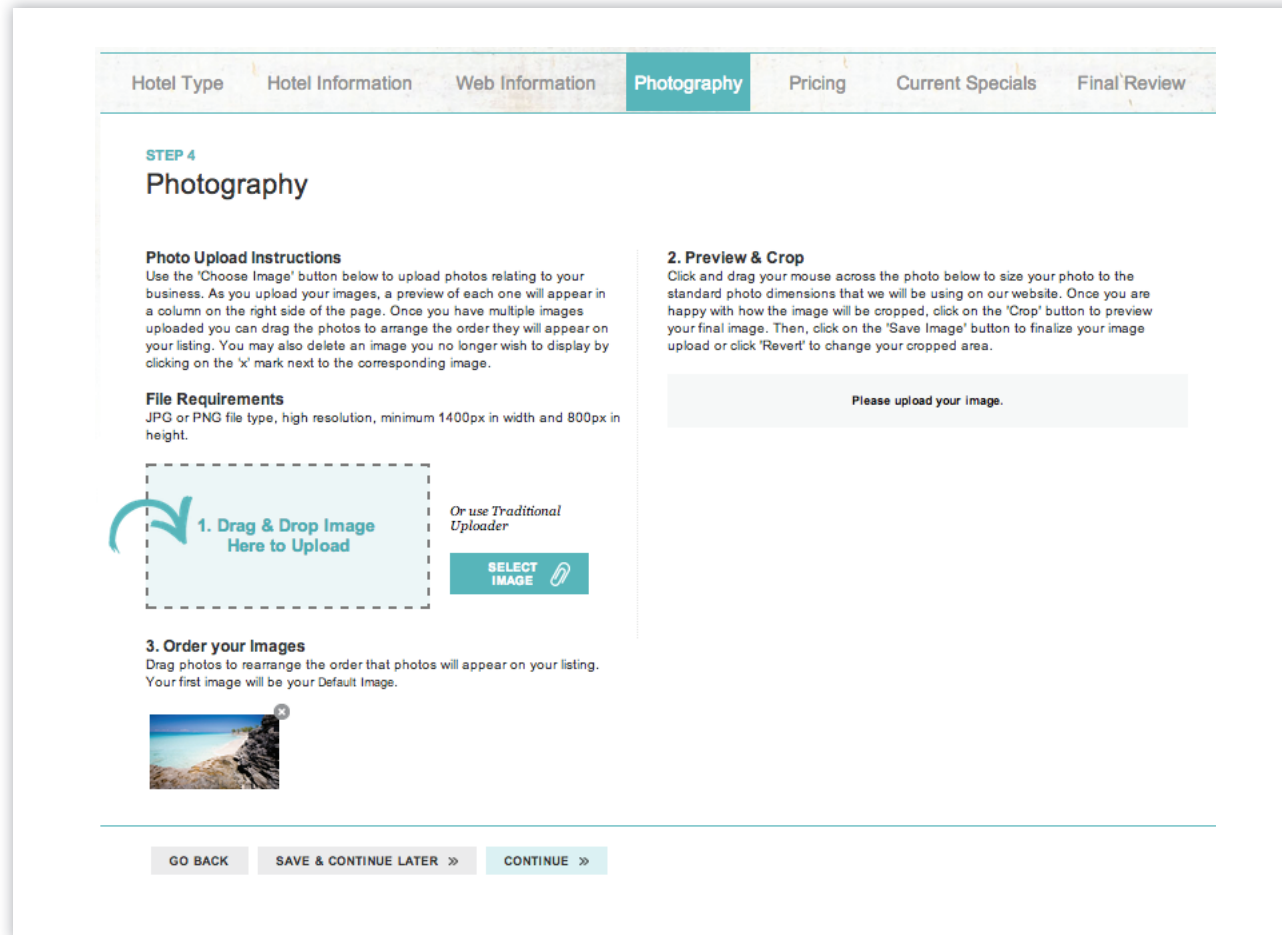 Hotel Type Hotel Information Web Information Photography Pricing Current Specials Final Review
STEP 4
Photography
Photo Upload Instructions
Use the 'Choose Image' button below to upload photos relating to your
business. As you upload your images, a preview of each one will appear in
a column on the right side of the page. Once you have multiple images
uploaded you can drag the photos to arrange the order they will appear on
your listing. You may also delete an image you no longer wish to display by
clicking on the 'x' mark next to the corresponding image.
File Requirements
JPG or PNG file type, high resolution, minimum 1400px in width and 800px in
height.
1. Drag & Drop Image
Here to Upload
Or use Traditional
Uploader
SELECT
IMAGE
3. Order your Images
Drag photos to rearrange the order that photos will appear on your listing.
Your first image will be your Default Image.
2. Preview & Crop
Click and drag your mouse across the photo below to size your photo to the
standard photo dimensions that we will be using on our website. Once you are
happy with how the image will be cropped, click on the 'Crop' button to preview
your final image. Then, click on the 'Save Image' button to finalize your image
upload or click 'Revert' to change your cropped area.
Please upload your image.
GO BACK SAVE & CONTINUE LATER » CONTINUE »